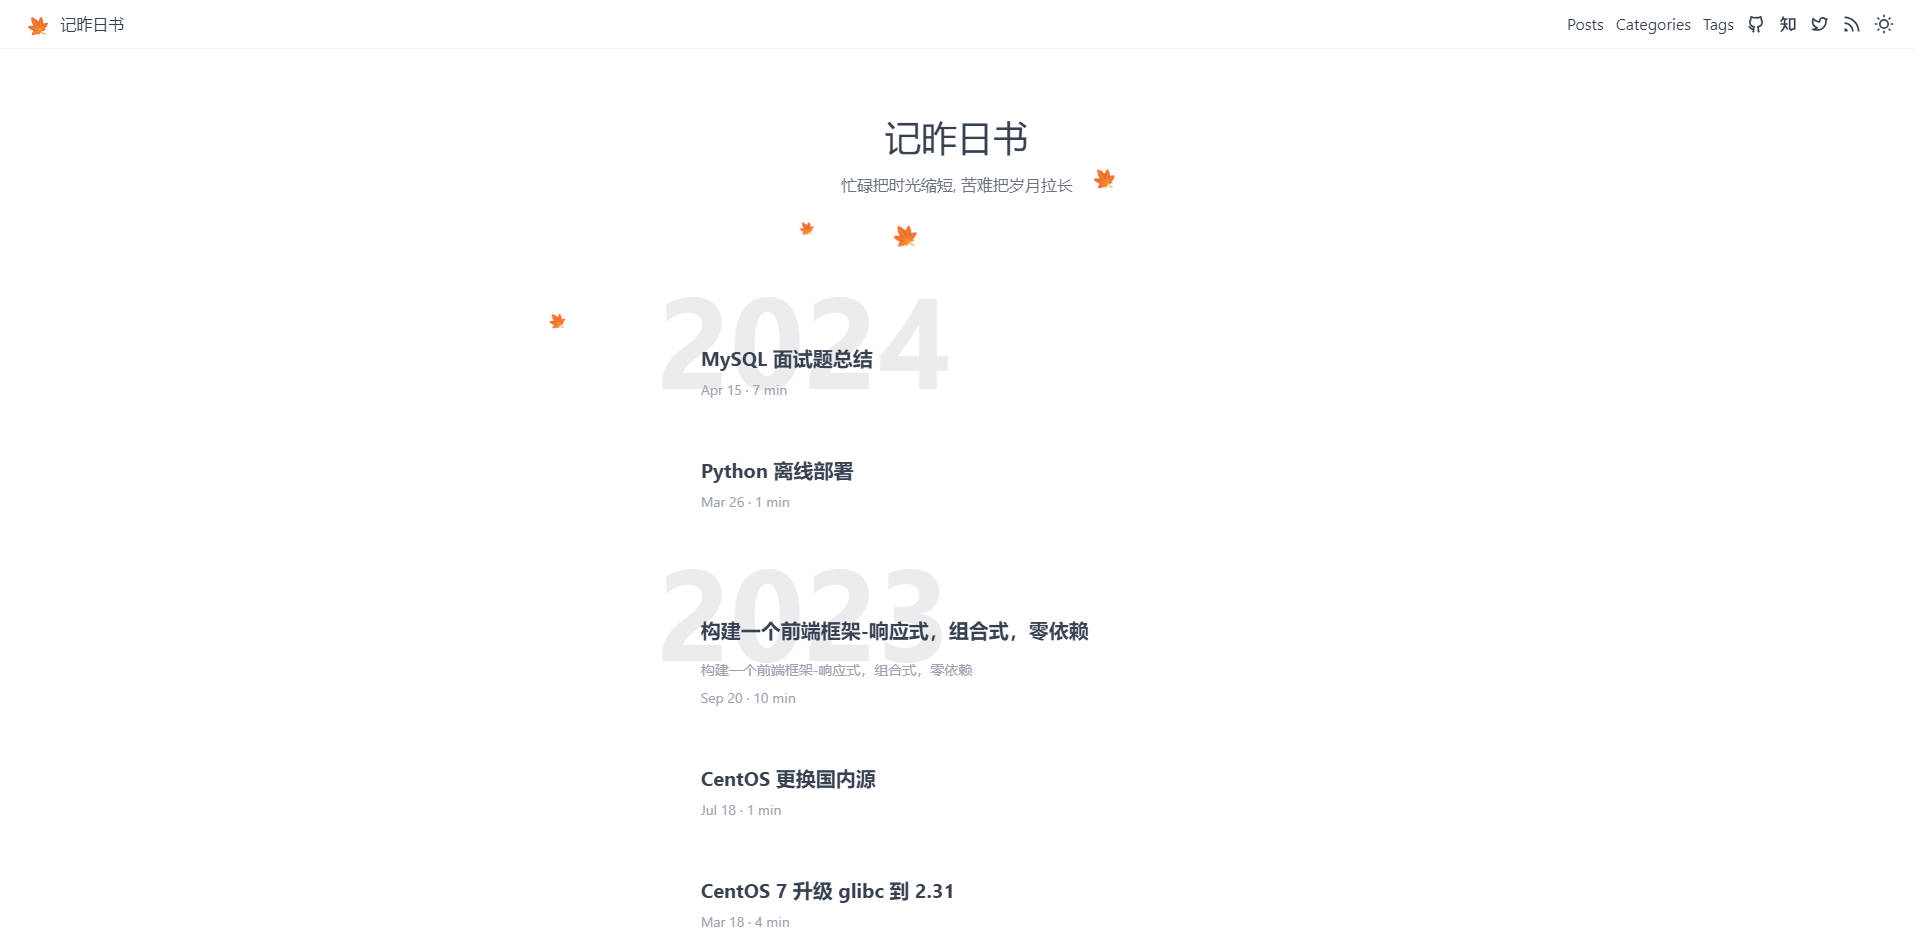 记昨日书
Posts Categories Tags 知
记昨日书
忙碌把时光缩短, 苦难把岁月拉长
2024
MySQL 面试题总结
Apr 15 · 7 min
Python 离线部署
Mar 26 · 1 min
2023
构建一个前端框架-响应式，组合式，零依赖
构建一个前端框架-响应式，组合式，零依赖
Sep 20 · 10 min
CentOS 更换国内源
Jul 18 · 1 min
CentOS 7 升级 glibc 到 2.31
Mar 18 · 4 min